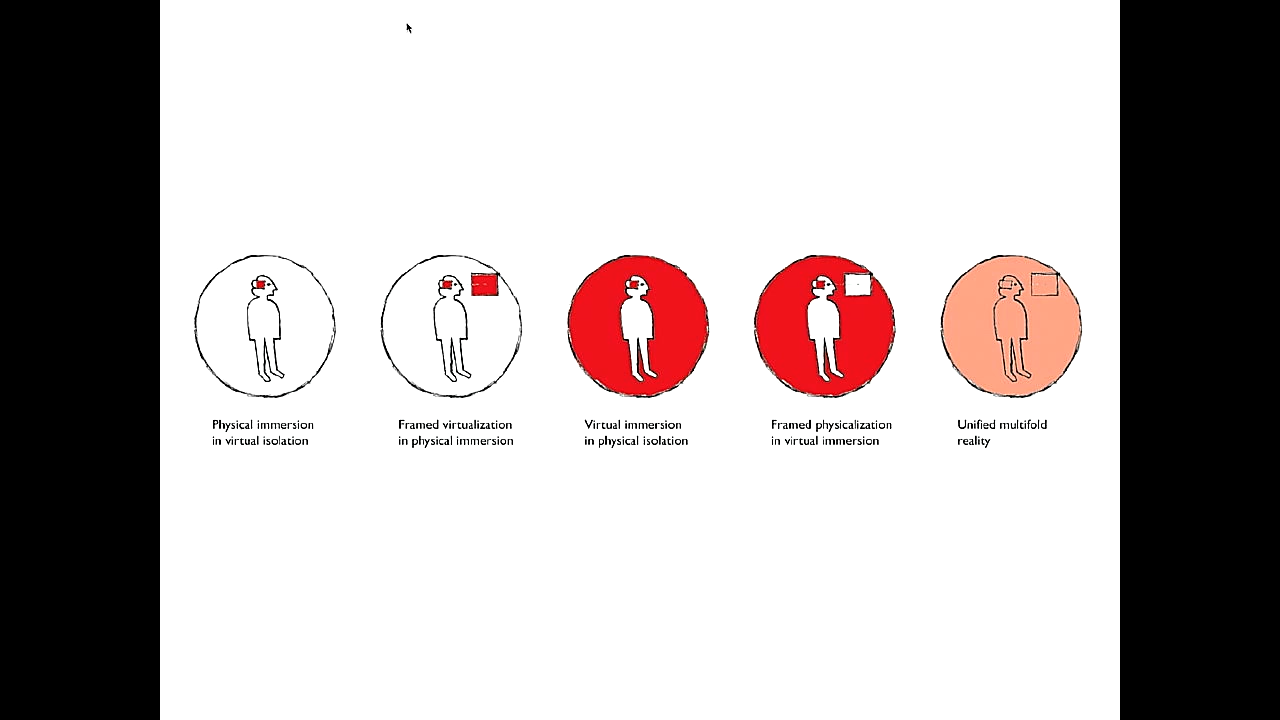 Physical immersion
in virtual isolation
Framed virtualization
in physical immersion
Virtual immersion
in physical isolation
Framed physicalization
in virtual immersion
Unified multifold
reality